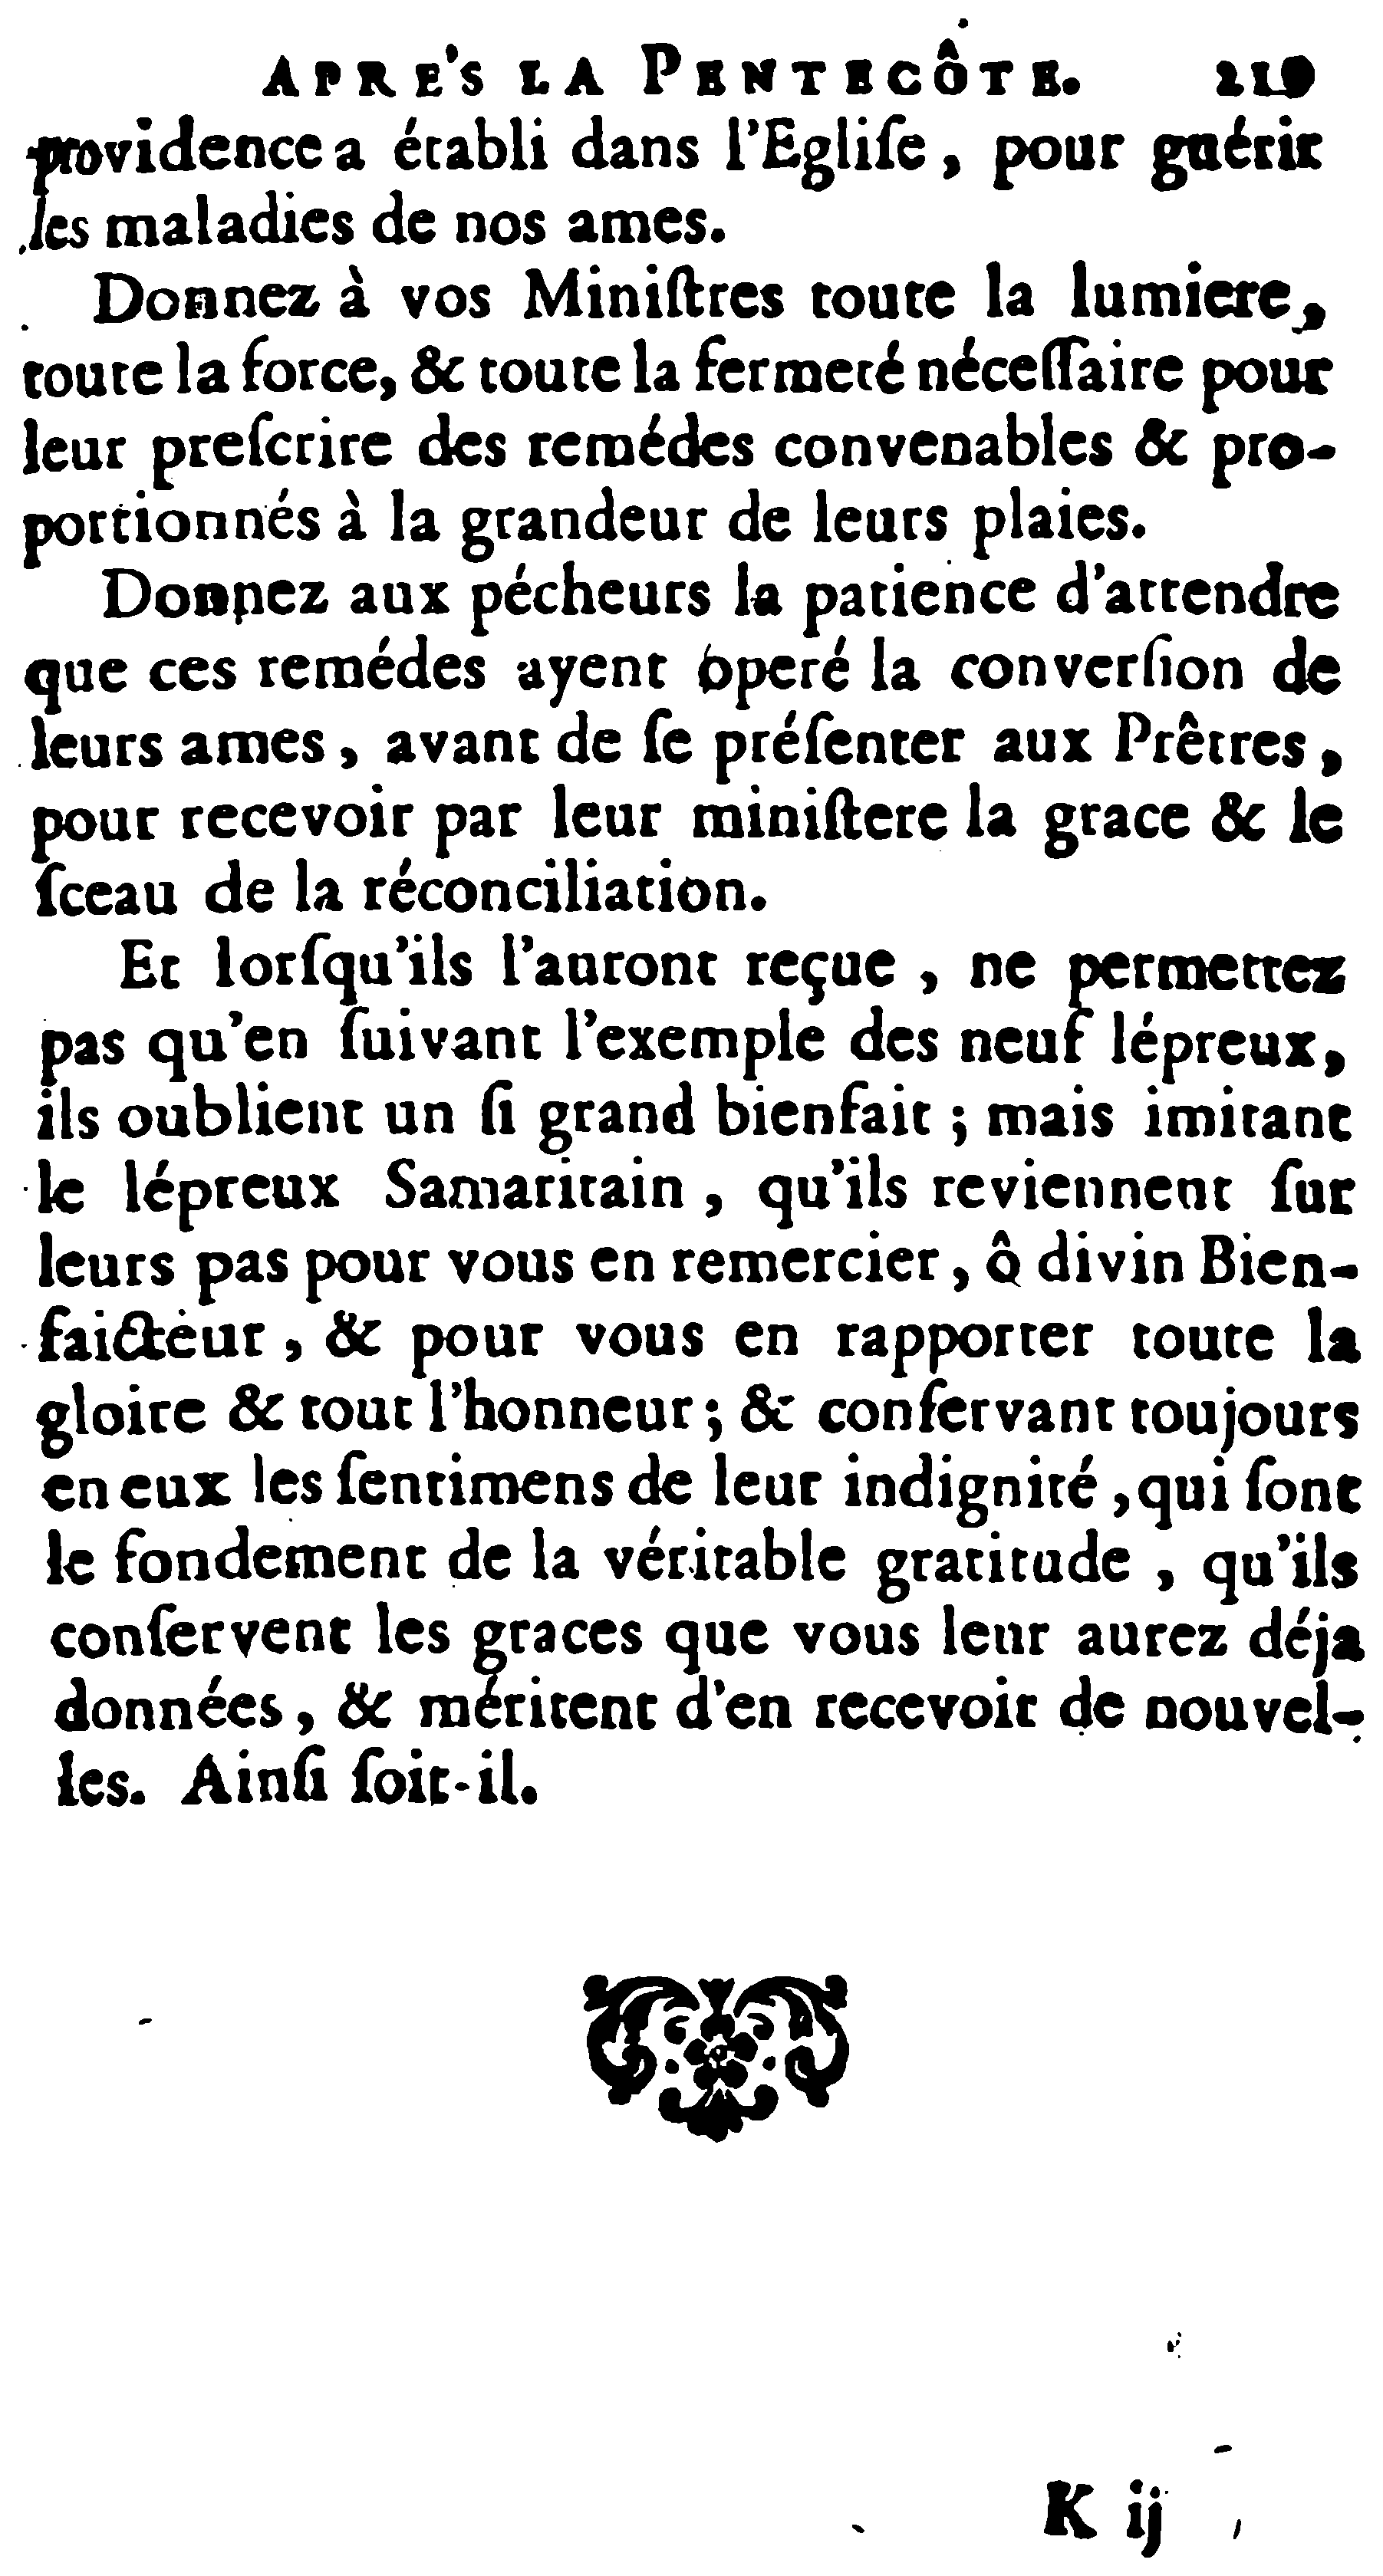 APRE'S LA PENTECÔTE. 219
providence a établi dans l'Egliſe, pour guérir
les maladies de nos ames.
Donnez à vos Miniſtres toute la lumiere,
toute la force, & toute la fermeté néceſſaire pour
leur preſcrire des remédes convenables & pro-
portionnés à la grandeur de leurs plaies.
Donnez aux pécheurs la patience d'attendre
que ces remédes ayent operé la converſion de
leurs ames, avant de ſe préſenter aux Prêtres,
pour recevoir par leur miniſtere la grace & le
ſceau de la réconciliation.
Et lorſqu'ils l'auront reçue, ne permettez
pas qu'en ſuivant l'exemple des neuf lépreux,
ils oublient un ſi grand bienfait; mais imitant
le lépreux Samaritain, qu'ils reviennent ſur
leurs pas pour vous en remercier, ô divin Bien-
faicteur, & pour vous en rapporter toute la
gloire & tout l'honneur; & conſervant toujours
en eux les ſentimens de leur indignité, qui ſont
le fondement de la véritable gratitude, qu'ils
conſervent les graces que vous leur aurez déja
données, & méritent d'en recevoir de nouvel-
les. Ainſi ſoit-il.
K ij